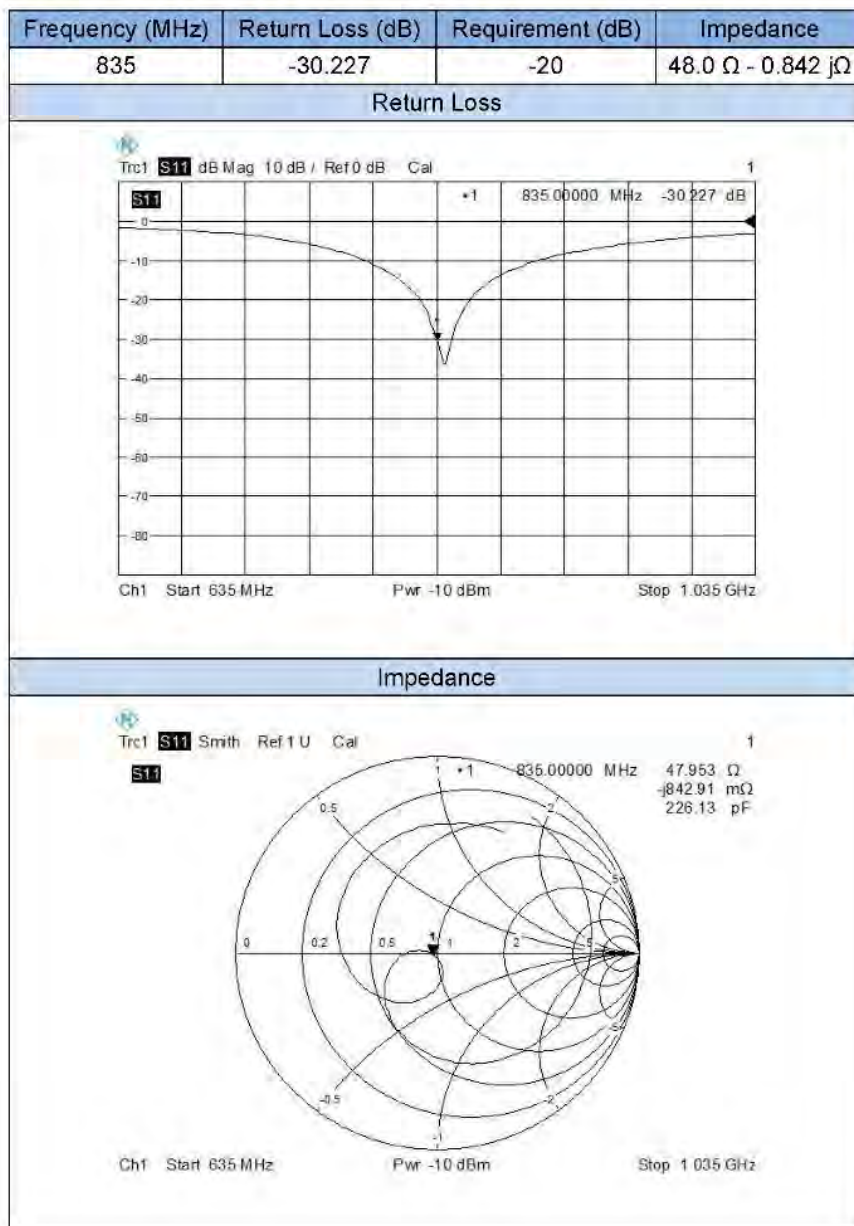 Frequency (MHz) Return Loss (dB) Requirement (dB) Impedance
835 -30.227 -20 48.0 Ω - 0.842 jΩ
Return Loss
Trc1 S11 dB Mag 10 dB / Ref 0 dB Cal 1
S11 •1 835.00000 MHz -30.227 dB
0
-10
-20
1
-30
-40
-50
-60
-70
-80
Ch1 Start 635 MHz Pwr -10 dBm Stop 1.035 GHz
Impedance
Trc1 S11 Smith Ref 1 U Cal 1
S11 1 •1 835.00000 MHz 47.953 Ω
-j842.91 mΩ
0.5 2 226.13 pF
5
1
0 0.2 0.5 1 2 5
-5
-0.5 -2
-1
Ch1 Start 635 MHz Pwr -10 dBm Stop 1.035 GHz